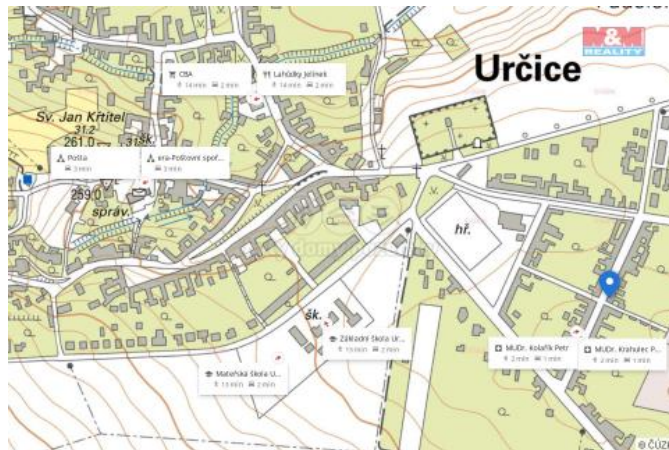 M&M
REALITY
Určice
CBA
14 min 2 min
Lahůdky Jelínek
14 min 2 min
Sv. Jan Křtitel
31.2
261.0
šk.
Pošta
3 min
era-Poštovní spoř...
3 min
259.0
správ.
hř.
šk.
Základní škola Ur...
13 min 2 min
Mateřská škola U...
13 min 2 min
MUDr. Kolařík Petr
2 min 1 min
MUDr. Krahulec P...
2 min 1 min